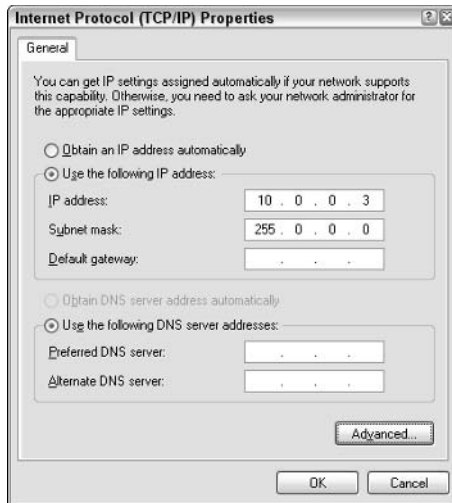 Internet Protocol (TCP/IP) Properties
General
You can get IP settings assigned automatically if your network supports
this capability. Otherwise, you need to ask your network administrator for
the appropriate IP settings.
Obtain an IP address automatically
Use the following IP address:
IP address: 10 . 0 . 0 . 3
Subnet mask: 255 . 0 . 0 . 0
Default gateway: . . .
Obtain DNS server address automatically
Use the following DNS server addresses:
Preferred DNS server: . . .
Alternate DNS server: . . .
Advanced...
OK Cancel